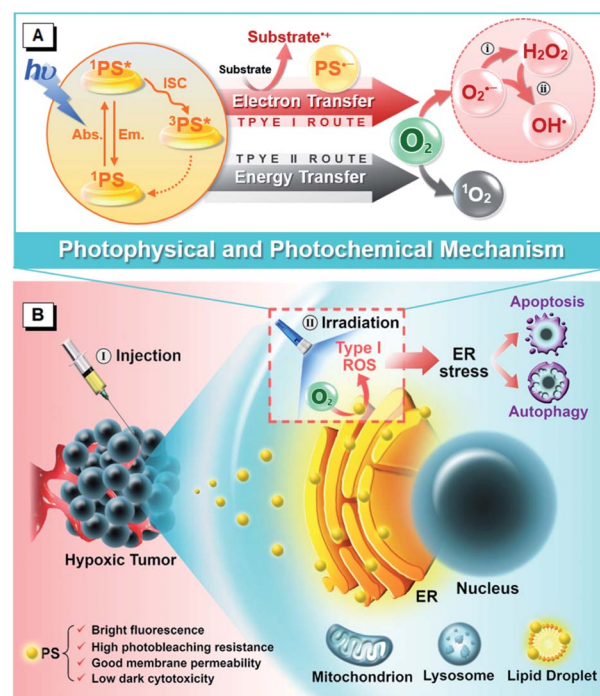 A
hυ
¹PS*
ISC
³PS*
Abs.
Em.
¹PS
Substrate•+
Substrate
PS•−
Electron Transfer
TPYE I ROUTE
TPYE II ROUTE
Energy Transfer
O₂
i
H₂O₂
O₂•−
ii
OH•
¹O₂
Photophysical and Photochemical Mechanism
B
I Injection
II Irradiation
Type I
ROS
O₂
ER
stress
Apoptosis
Autophagy
Hypoxic Tumor
ER
Nucleus
PS
✓ Bright fluorescence
✓ High photobleaching resistance
✓ Good membrane permeability
✓ Low dark cytotoxicity
Mitochondrion
Lysosome
Lipid Droplet